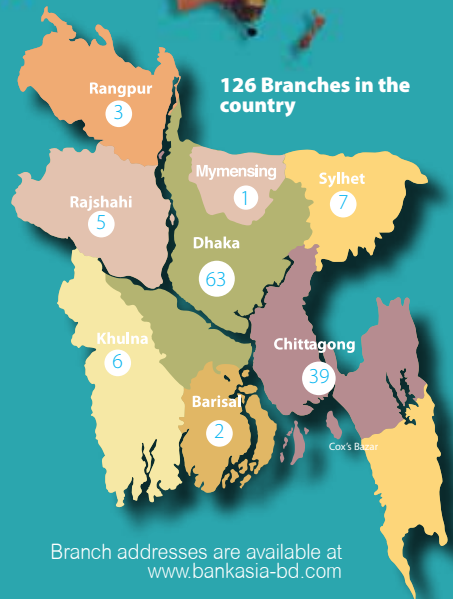 126 Branches in the
country
Rangpur
3
Mymensing
1
Sylhet
7
Rajshahi
5
Dhaka
63
Khulna
6
Chittagong
39
Barisal
2
Cox's Bazar
Branch addresses are available at
www.bankasia-bd.com